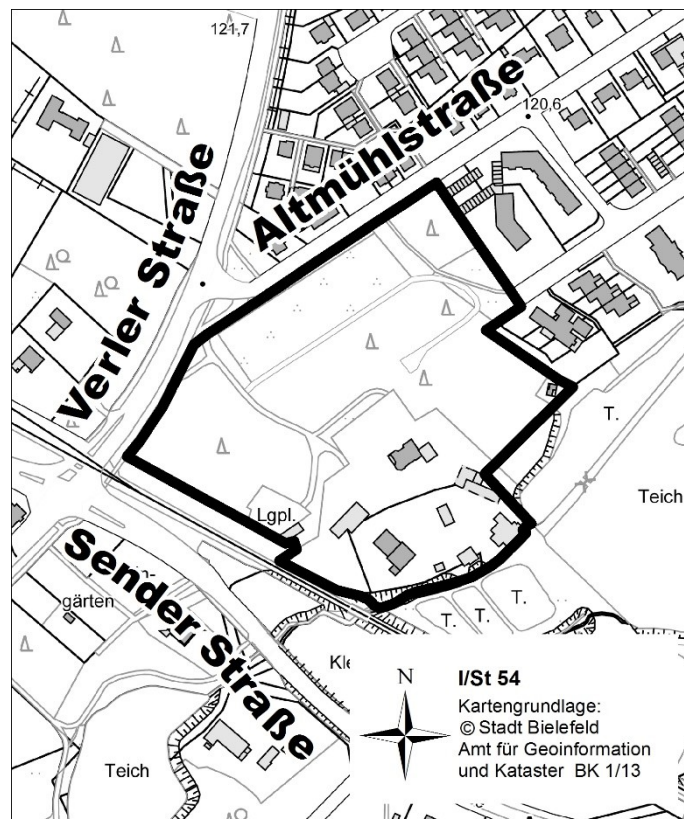 121,7
Altmühlstraße
120,6
Verler Straße
T.
Teich
Lgpl.
Sender Straße
gärten
T.
T.
T.
Kle
Teich
N
I/St 54
Kartengrundlage:
© Stadt Bielefeld
Amt für Geoinformation
und Kataster BK 1/13